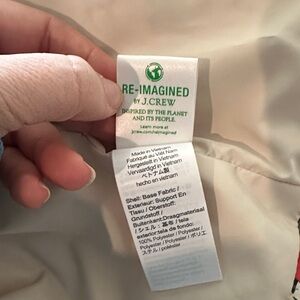 RE-IMAGINED
BY J.CREW
INSPIRED BY THE PLANET
AND ITS PEOPLE.
Learn more at
jcrew.com/reimagined
Made in Vietnam
Fabriqué au Viêt Nam
Hergestellt in Vietnam
Vervaardigd in Vietnam
ベトナム製
hecho en Vietnam
Shell: Base Fabric /
Extérieur: Support En
Tissu / Oberstoff:
Grundstoff /
Buitenkant:Draagmateriaal
/ シェル：基布 / tela
exterior tela de fondo:
100% Polyester / Polyester
/ Polyester / Polyester / ポリエ
ステル / poliéster